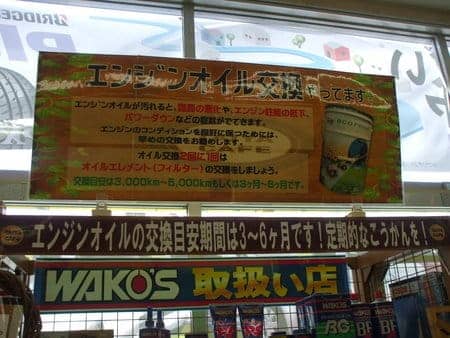 BRIDGE
エンジンオイル交換やってます
エンジンオイルが汚れると、燃費の悪化や、エンジン性能の低下、
パワーダウンなどの症状がでてきます。
エンジンのコンディションを良好に保つためには、
早めの交換をお勧めします。
オイル交換2回に1回は
オイルエレメント(フィルター)の交換をしましょう。
交換目安は3,000km～5,000kmもしくは3ヶ月～6ヶ月です。
エンジンオイルの交換目安期間は3～6ヶ月です!定期的なこうかんを!
WAKO'S 取扱い店
WAKO'S
RG